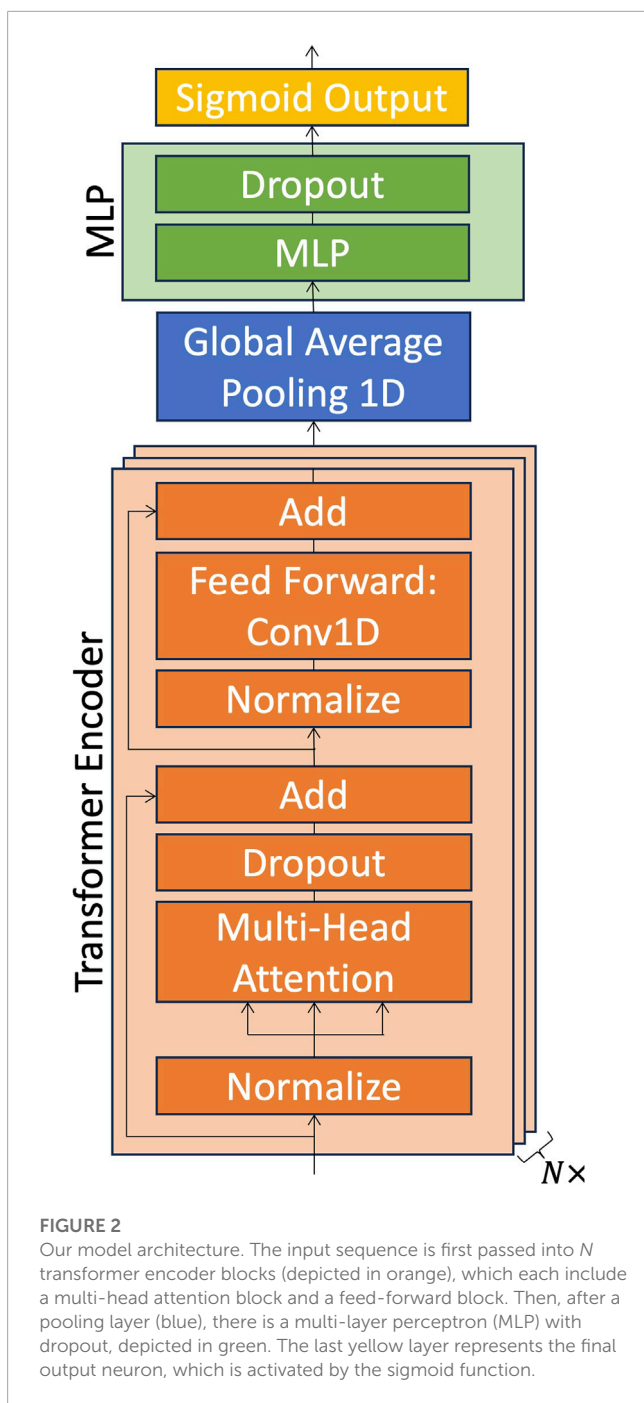 Sigmoid Output
MLP
Dropout
MLP
Global Average
Pooling 1D
Transformer Encoder
Add
Feed Forward:
Conv1D
Normalize
Add
Dropout
Multi-Head
Attention
Normalize
N×
FIGURE 2
Our model architecture. The input sequence is first passed into N
transformer encoder blocks (depicted in orange), which each include
a multi-head attention block and a feed-forward block. Then, after a
pooling layer (blue), there is a multi-layer perceptron (MLP) with
dropout, depicted in green. The last yellow layer represents the final
output neuron, which is activated by the sigmoid function.